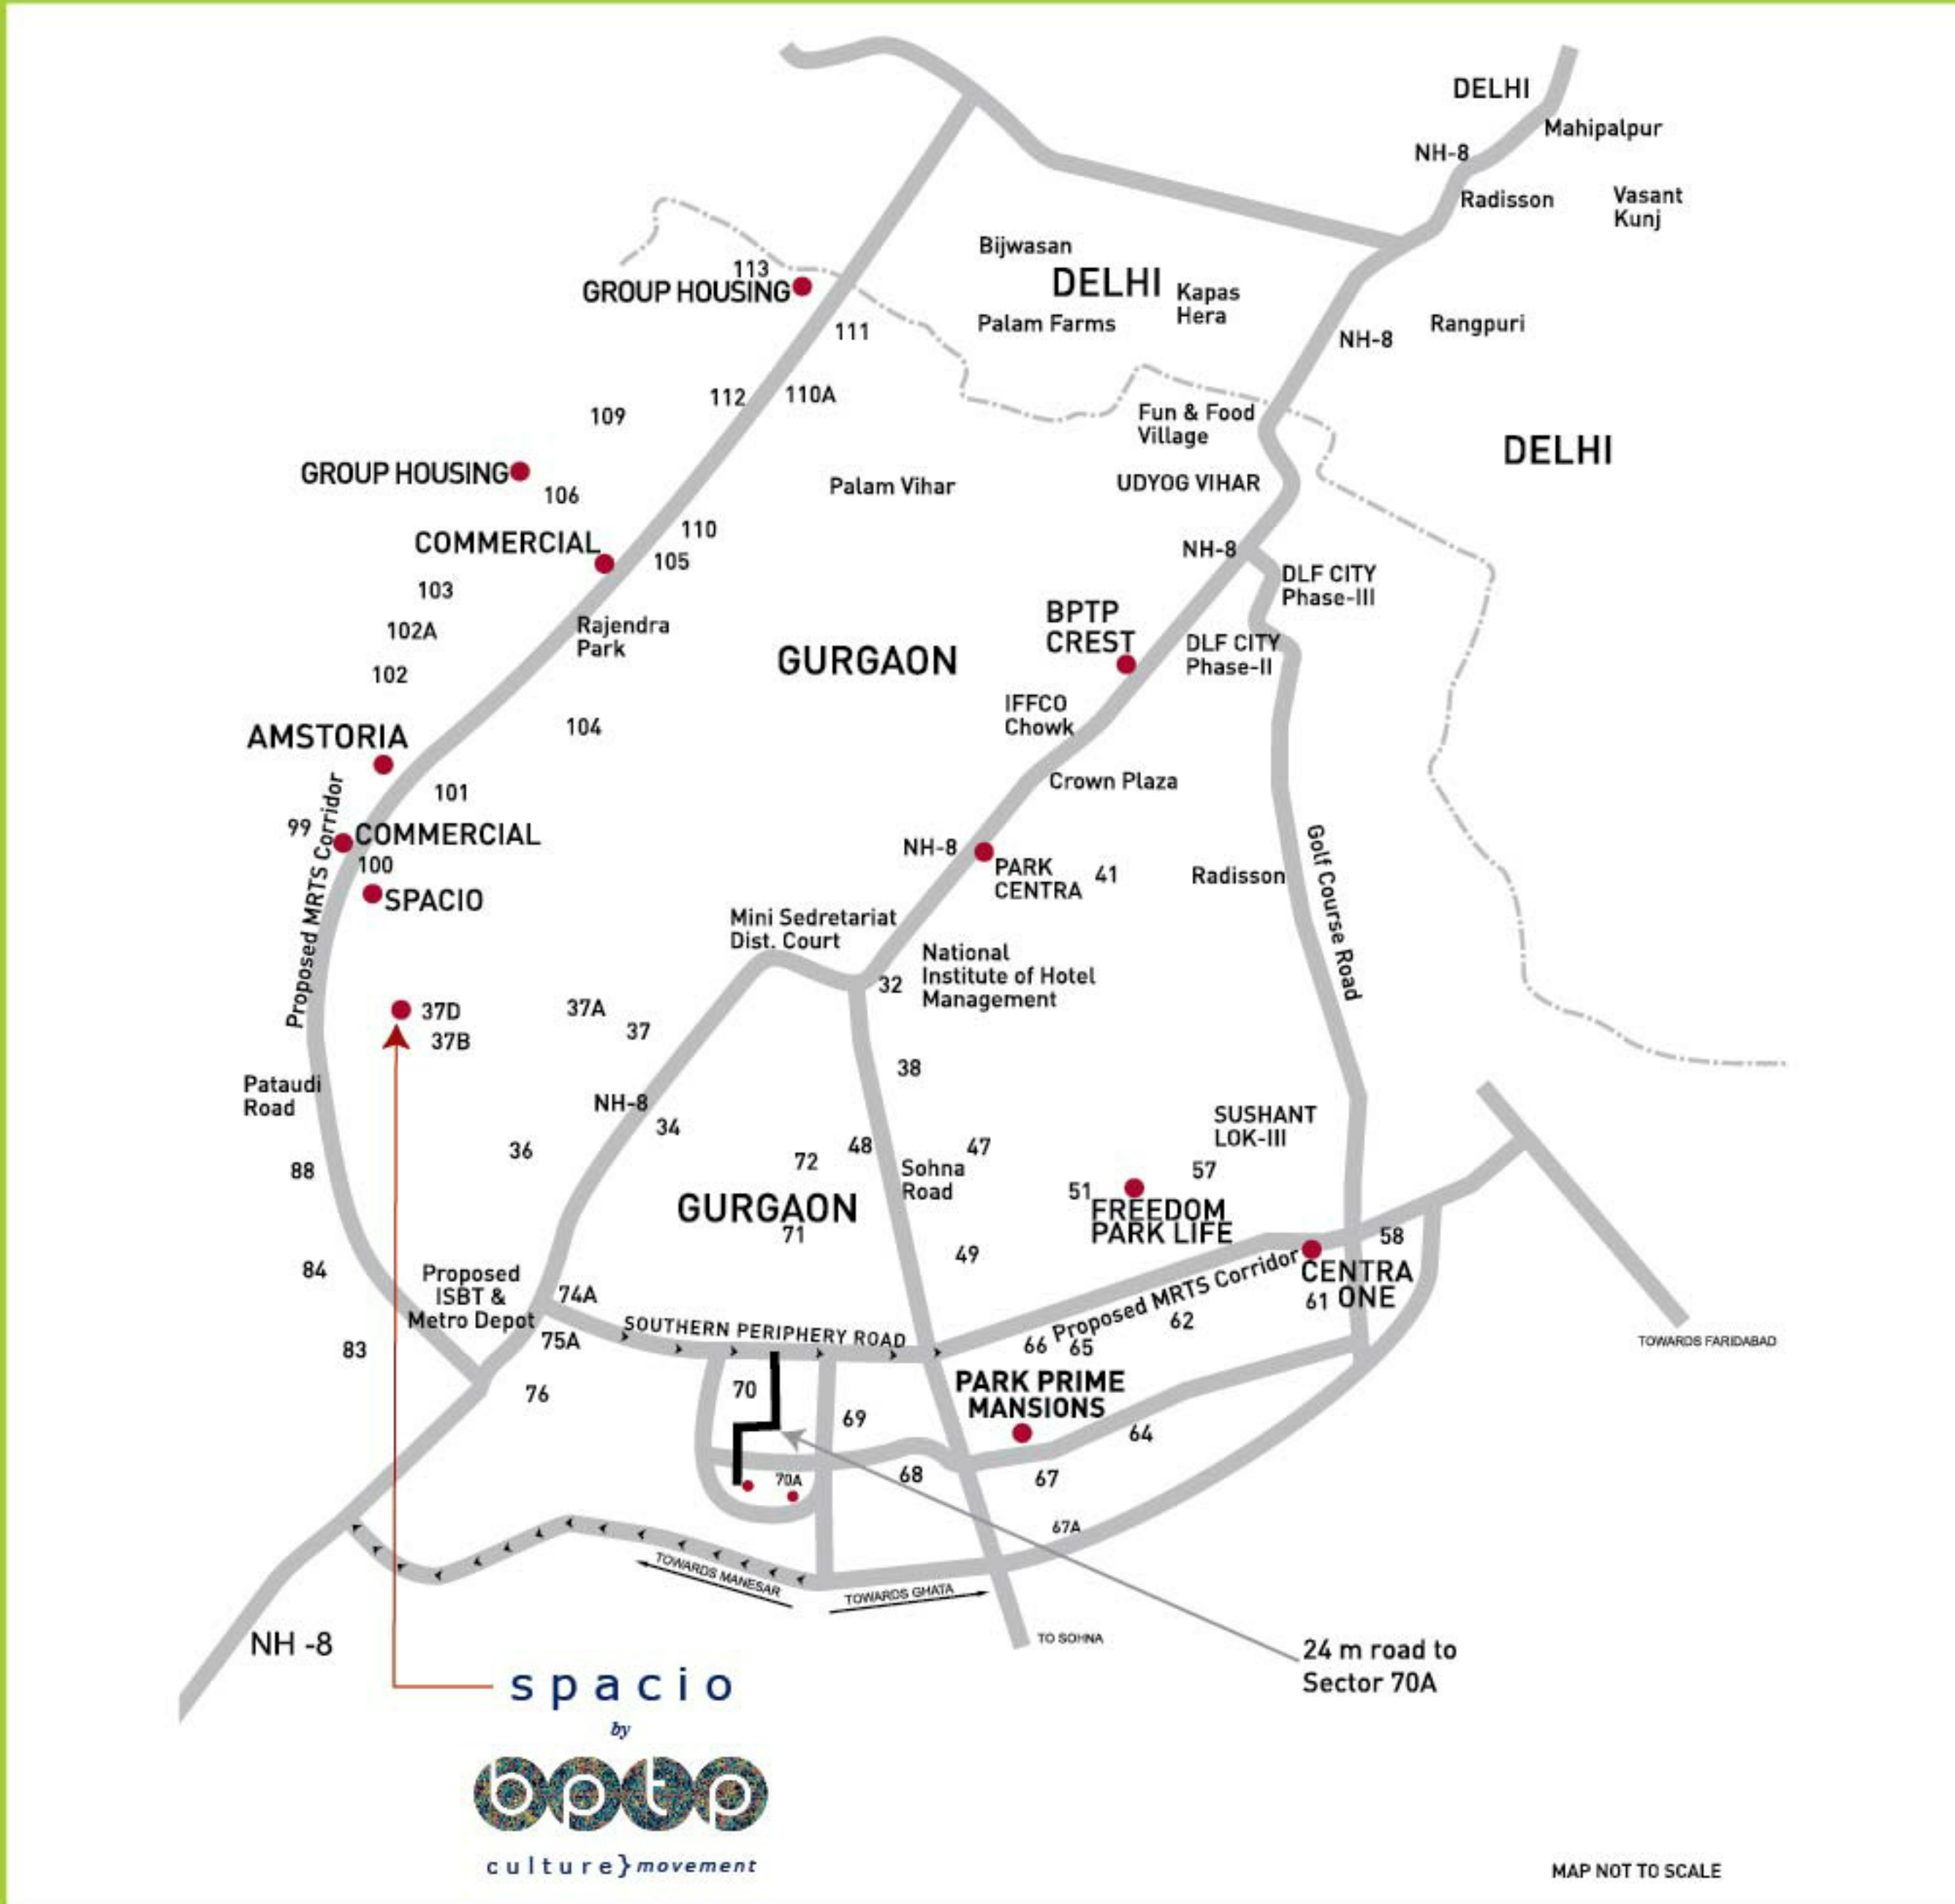 DELHI
Mahipalpur
NH-8
Radisson
Vasant
Kunj
Bijwasan
DELHI
Kapas
Hera
Palam Farms
113
GROUP HOUSING
111
NH-8
Rangpuri
112
110A
109
Fun & Food
Village
DELHI
GROUP HOUSING
106
Palam Vihar
UDYOG VIHAR
110
COMMERCIAL
105
NH-8
103
DLF CITY
Phase-III
102A
Rajendra
Park
BPTP
CREST
DLF CITY
Phase-II
GURGAON
102
IFFCO
Chowk
104
AMSTORIA
Crown Plaza
101
99
COMMERCIAL
Proposed MRTS Corridor
100
SPACIO
NH-8
PARK
CENTRA
41
Radisson
Golf Course Road
Mini Sedretariat
Dist. Court
National
Institute of Hotel
Management
32
37D
37B
37A
37
38
Pataudi
Road
NH-8
34
SUSHANT
LOK-III
36
48
47
72
88
Sohna
Road
57
51
FREEDOM
PARK LIFE
GURGAON
71
58
49
84
Proposed
ISBT &
Metro Depot
74A
CENTRA
ONE
61
Proposed MRTS Corridor
62
SOUTHERN PERIPHERY ROAD
75A
83
66
65
TOWARDS FARIDABAD
76
70
69
PARK PRIME
MANSIONS
64
68
67
70A
67A
TOWARDS MANESAR
TOWARDS GHATA
TO SOHNA
NH -8
24 m road to
Sector 70A
spacio
by
bptp
culture}movement
MAP NOT TO SCALE